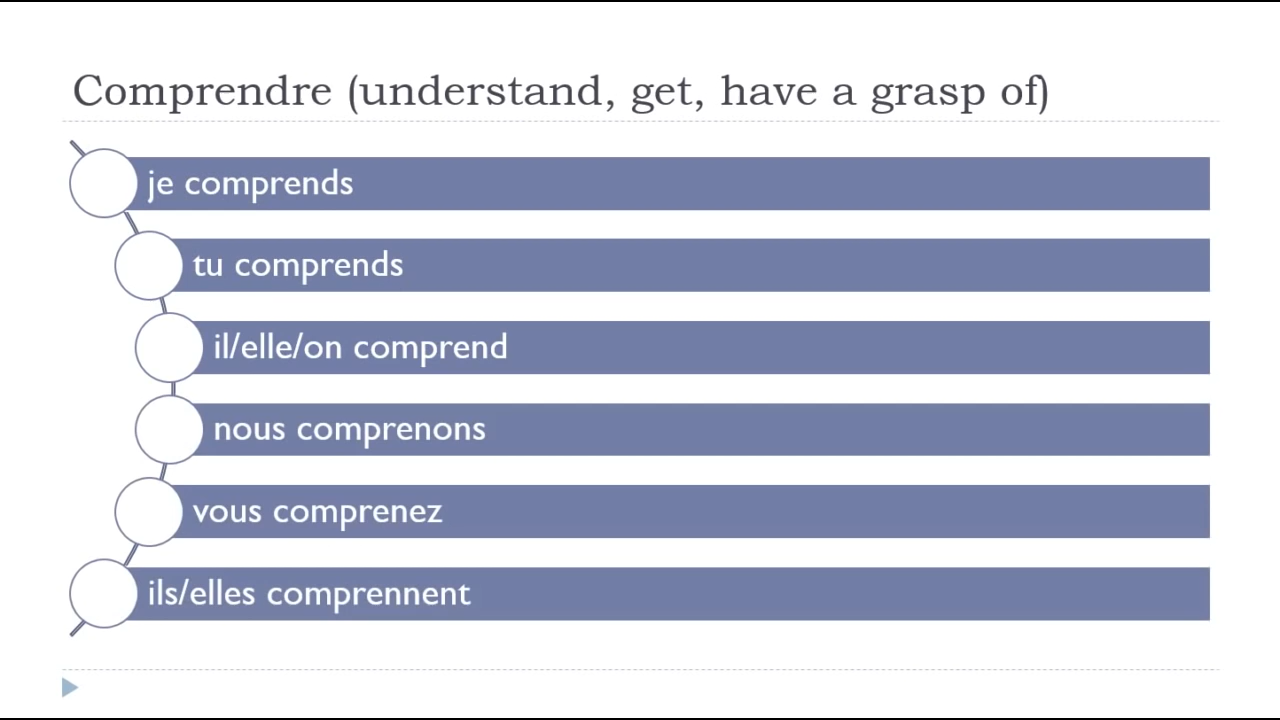 Comprendre (understand, get, have a grasp of)
je comprends
tu comprends
il/elle/on comprend
nous comprenons
vous comprenez
ils/elles comprennent